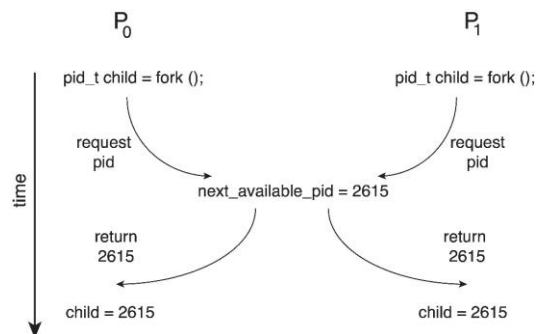 P0 P1
pid_t child = fork (); pid_t child = fork ();
request request
pid pid
next_available_pid = 2615
time
return return
2615 2615
child = 2615 child = 2615